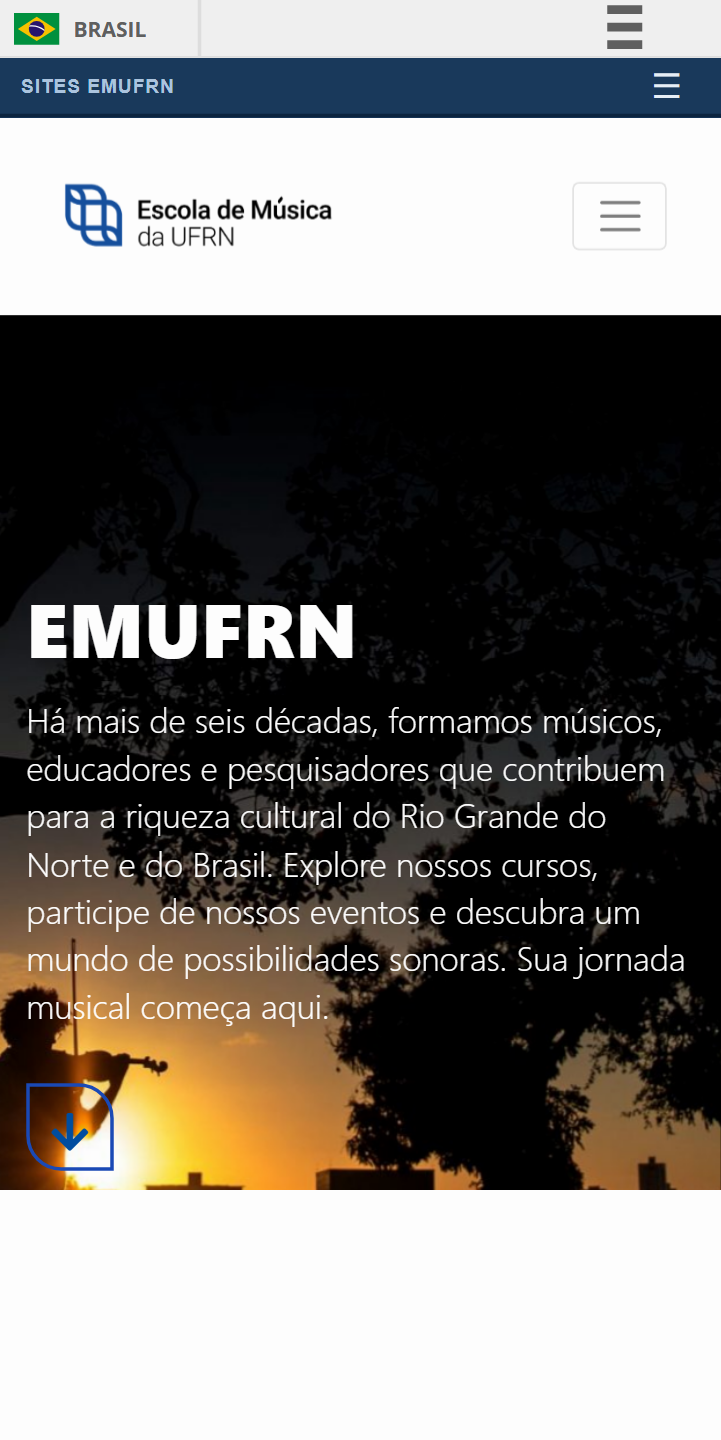 BRASIL
SITES EMUFRN
Escola de Música
da UFRN
EMUFRN
Há mais de seis décadas, formamos músicos,
educadores e pesquisadores que contribuem
para a riqueza cultural do Rio Grande do
Norte e do Brasil. Explore nossos cursos,
participe de nossos eventos e descubra um
mundo de possibilidades sonoras. Sua jornada
musical começa aqui.